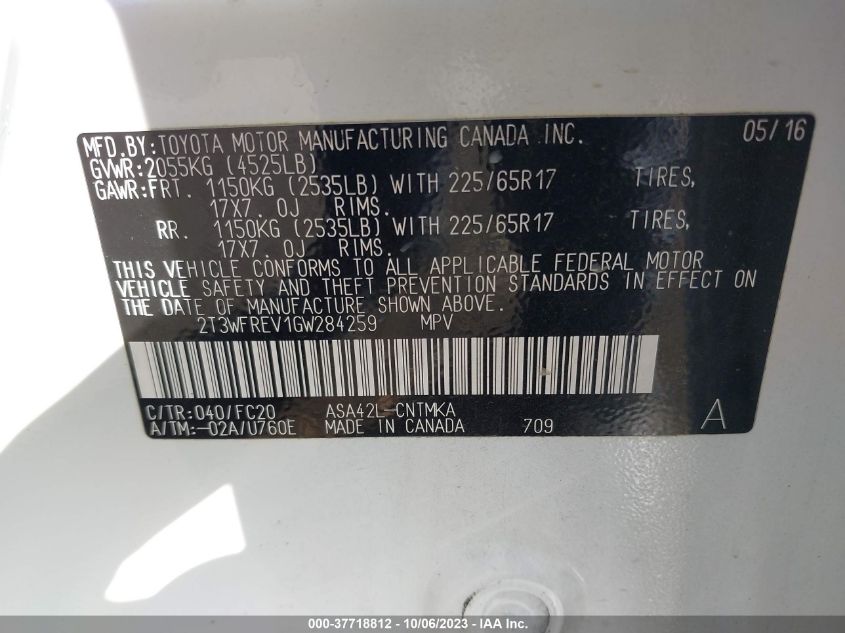 MFD.BY:TOYOTA MOTOR MANUFACTURING CANADA INC. 05/16
GVWR:2055KG (4525LB)
GAWR:FRT. 1150KG (2535LB) WITH 225/65R17 TIRES,
17X7.0J RIMS.
RR. 1150KG (2535LB) WITH 225/65R17 TIRES,
17X7.0J RIMS.
THIS VEHICLE CONFORMS TO ALL APPLICABLE FEDERAL MOTOR
VEHICLE SAFETY AND THEFT PREVENTION STANDARDS IN EFFECT ON
THE DATE OF MANUFACTURE SHOWN ABOVE.
2T3WFREV1GW284259 MPV
C/TR:040/FC20 ASA42L-CNTMKA
A/TM:-02A/U760E MADE IN CANADA 709 A
000-37718812 - 10/06/2023 - IAA Inc.